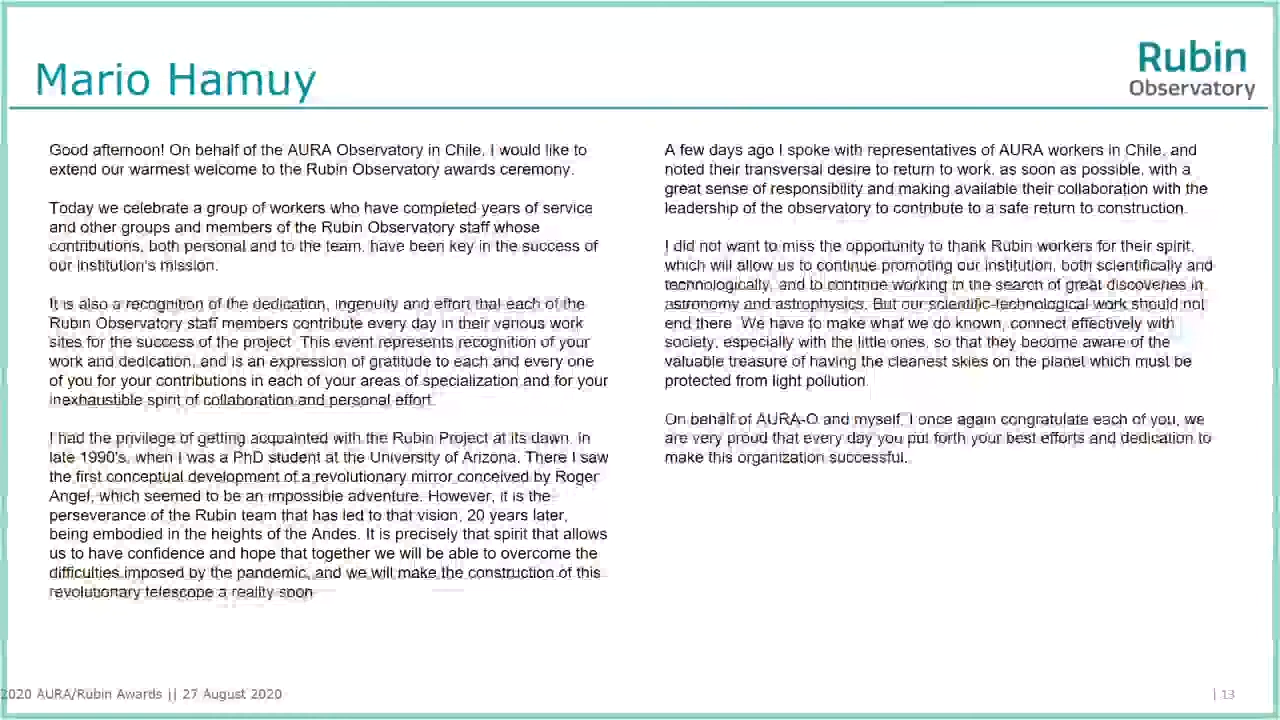 Mario Hamuy
Rubin
Observatory
Good afternoon! On behalf of the AURA Observatory in Chile, I would like to
extend our warmest welcome to the Rubin Observatory awards ceremony.
Today we celebrate a group of workers who have completed years of service
and other groups and members of the Rubin Observatory staff whose
contributions, both personal and to the team, have been key in the success of
our institution's mission.
It is also a recognition of the dedication, ingenuity and effort that each of the
Rubin Observatory staff members contribute every day in their various work
sites for the success of the project. This event represents recognition of your
work and dedication, and is an expression of gratitude to each and every one
of you for your contributions in each of your areas of specialization and for your
inexhaustible spirit of collaboration and personal effort.
I had the privilege of getting acquainted with the Rubin Project at its dawn, in
late 1990's, when I was a PhD student at the University of Arizona. There I saw
the first conceptual development of a revolutionary mirror conceived by Roger
Angel, which seemed to be an impossible adventure. However, it is the
perseverance of the Rubin team that has led to that vision, 20 years later,
being embodied in the heights of the Andes. It is precisely that spirit that allows
us to have confidence and hope that together we will be able to overcome the
difficulties imposed by the pandemic, and we will make the construction of this
revolutionary telescope a reality soon
A few days ago I spoke with representatives of AURA workers in Chile, and
noted their transversal desire to return to work, as soon as possible, with a
great sense of responsibility and making available their collaboration with the
leadership of the observatory to contribute to a safe return to construction.
I did not want to miss the opportunity to thank Rubin workers for their spirit,
which will allow us to continue promoting our institution, both scientifically and
technologically, and to continue working in the search of great discoveries in
astronomy and astrophysics. But our scientific-technological work should not
end there. We have to make what we do known, connect effectively with
society, especially with the little ones, so that they become aware of the
valuable treasure of having the cleanest skies on the planet which must be
protected from light pollution.
On behalf of AURA-O and myself, I once again congratulate each of you, we
are very proud that every day you put forth your best efforts and dedication to
make this organization successful.
2020 AURA/Rubin Awards || 27 August 2020
| 13